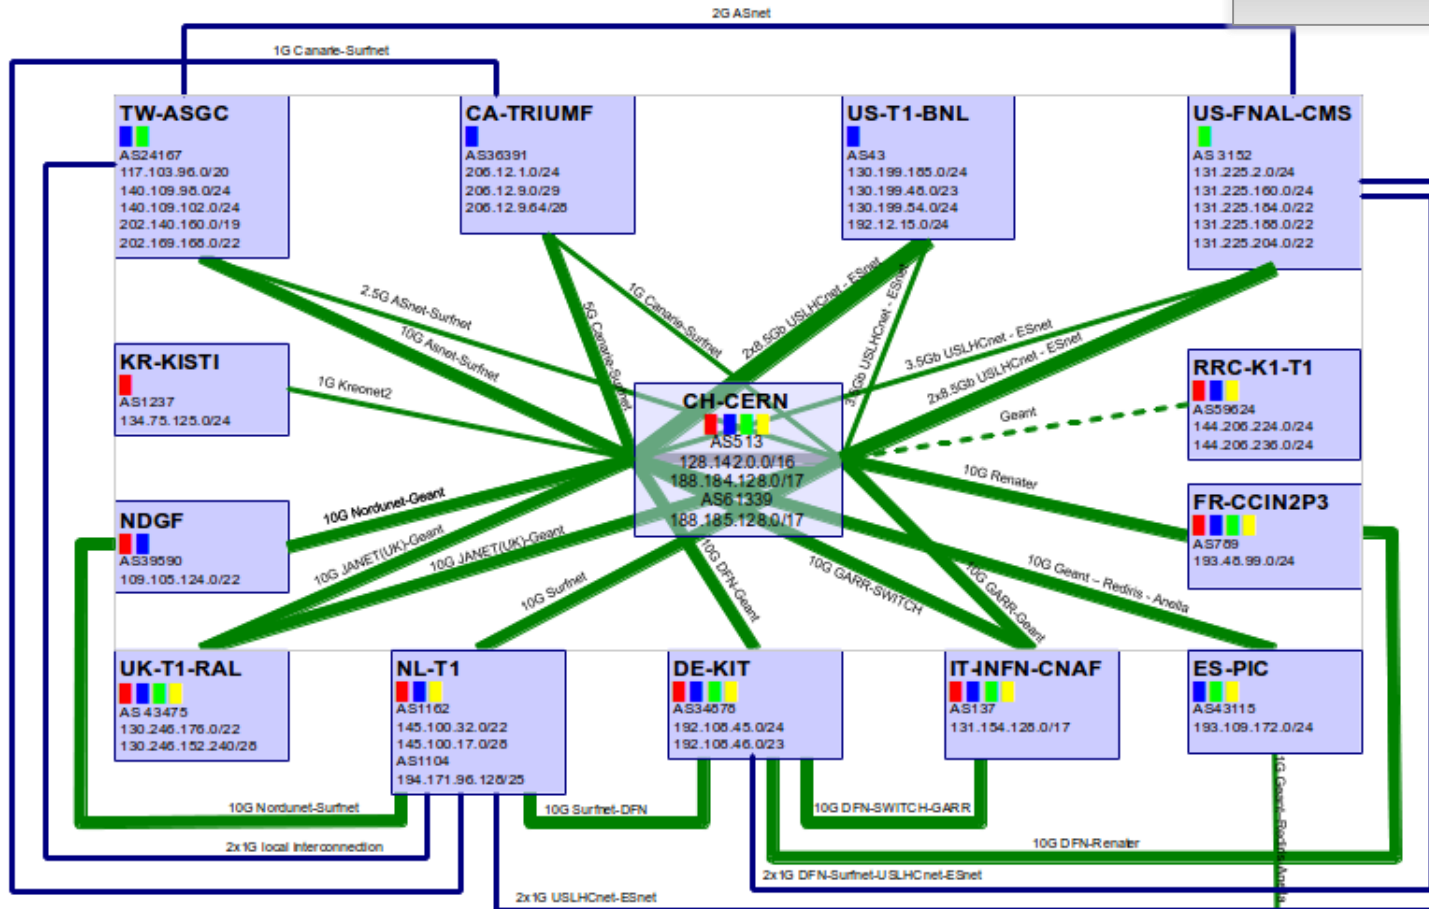 2G ASnet
1G Canarie-Surfnet
TW-ASGC
AS24167
117.103.96.0/20
140.109.98.0/24
140.109.102.0/24
202.140.160.0/19
202.169.168.0/22
CA-TRIUMF
AS36391
206.12.1.0/24
206.12.9.0/29
206.12.9.64/28
US-T1-BNL
AS43
130.199.185.0/24
130.199.48.0/23
130.199.54.0/24
192.12.15.0/24
US-FNAL-CMS
AS 3152
131.225.2.0/24
131.225.160.0/24
131.225.184.0/22
131.225.188.0/22
131.225.204.0/22
2.5G ASnet-Surfnet
10G Asnet-Surfnet
5G Canarie-Surfnet
1G Canarie-Surfnet
2x8.5Gb USLHCnet - ESnet
3.5Gb USLHCnet - ESnet
3.5Gb USLHCnet - ESnet
2x8.5Gb USLHCnet - ESnet
KR-KISTI
AS1237
134.75.125.0/24
1G Kreonet2
CH-CERN
AS513
128.142.0.0/16
188.184.128.0/17
AS61339
188.185.128.0/17
Geant
RRC-K1-T1
AS59624
144.206.224.0/24
144.206.236.0/24
10G Renater
NDGF
AS39590
109.105.124.0/22
10G Nordunet-Geant
FR-CCIN2P3
AS789
193.48.99.0/24
10G JANET(UK)-Geant
10G JANET(UK)-Geant
10G Surfnet
10G DFN-Geant
10G GARR-SWITCH
10G GARR-Geant
10G Geant – Rediris - Anella
UK-T1-RAL
AS 43475
130.246.176.0/22
130.246.152.240/28
NL-T1
AS1162
145.100.32.0/22
145.100.17.0/28
AS1104
194.171.96.128/25
DE-KIT
AS34878
192.108.45.0/24
192.108.46.0/23
IT-INFN-CNAF
AS137
131.154.128.0/17
ES-PIC
AS43115
193.109.172.0/24
1G Geant-Rediris-Anella
10G Nordunet-Surfnet
10G Surfnet-DFN
10G DFN-SWITCH-GARR
2x1G local interconnection
10G DFN-Renater
2x1G DFN-Surfnet-USLHCnet-ESnet
2x1G USLHCnet-ESnet